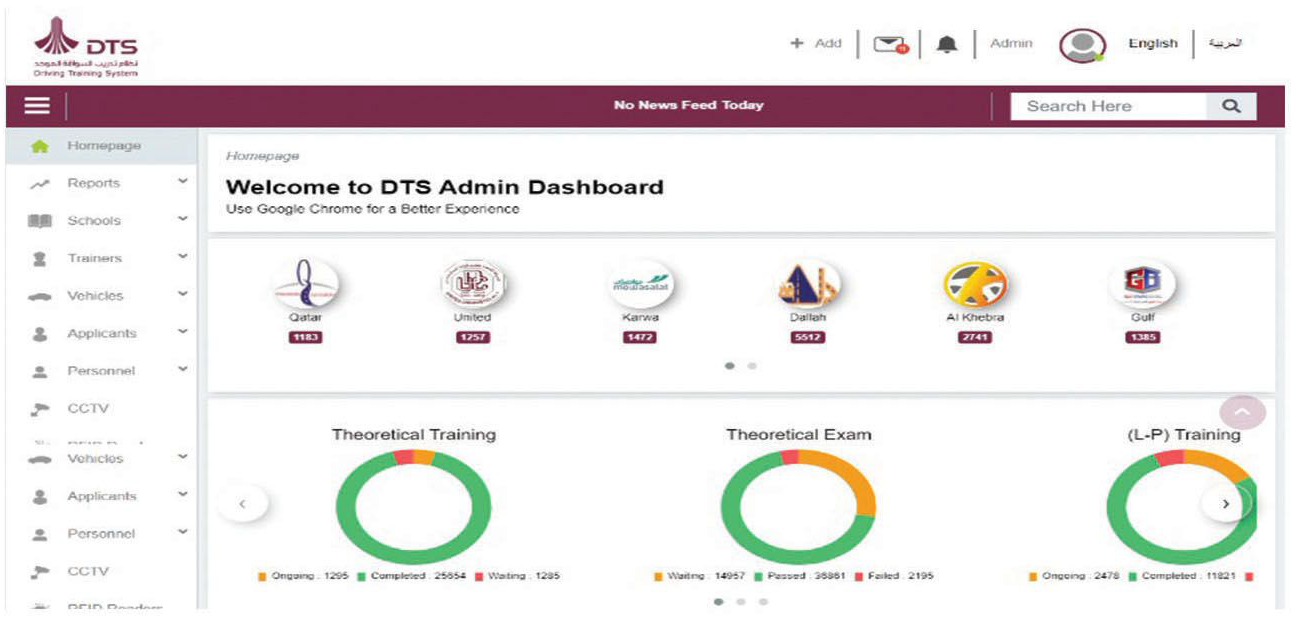 DTS
نظام تدريب السواقة الموحد
Driving Training System
+ Add
Admin
English
العربية
No News Feed Today
Search Here
Homepage
Reports
Schools
Trainers
Vehicles
Applicants
Personnel
CCTV
Vehicles
Applicants
Personnel
CCTV
RFID Readers
Homepage
Welcome to DTS Admin Dashboard
Use Google Chrome for a Better Experience
mowasalat
Qatar United Karwa Dallah Al Khebra Gulf
1183 1257 1472 5512 2741 1385
Theoretical Training
Ongoing : 1295 Completed : 25654 Waiting : 1285
Theoretical Exam
Waiting : 14957 Passed : 36861 Failed : 2195
(L-P) Training
Ongoing : 2478 Completed : 11821